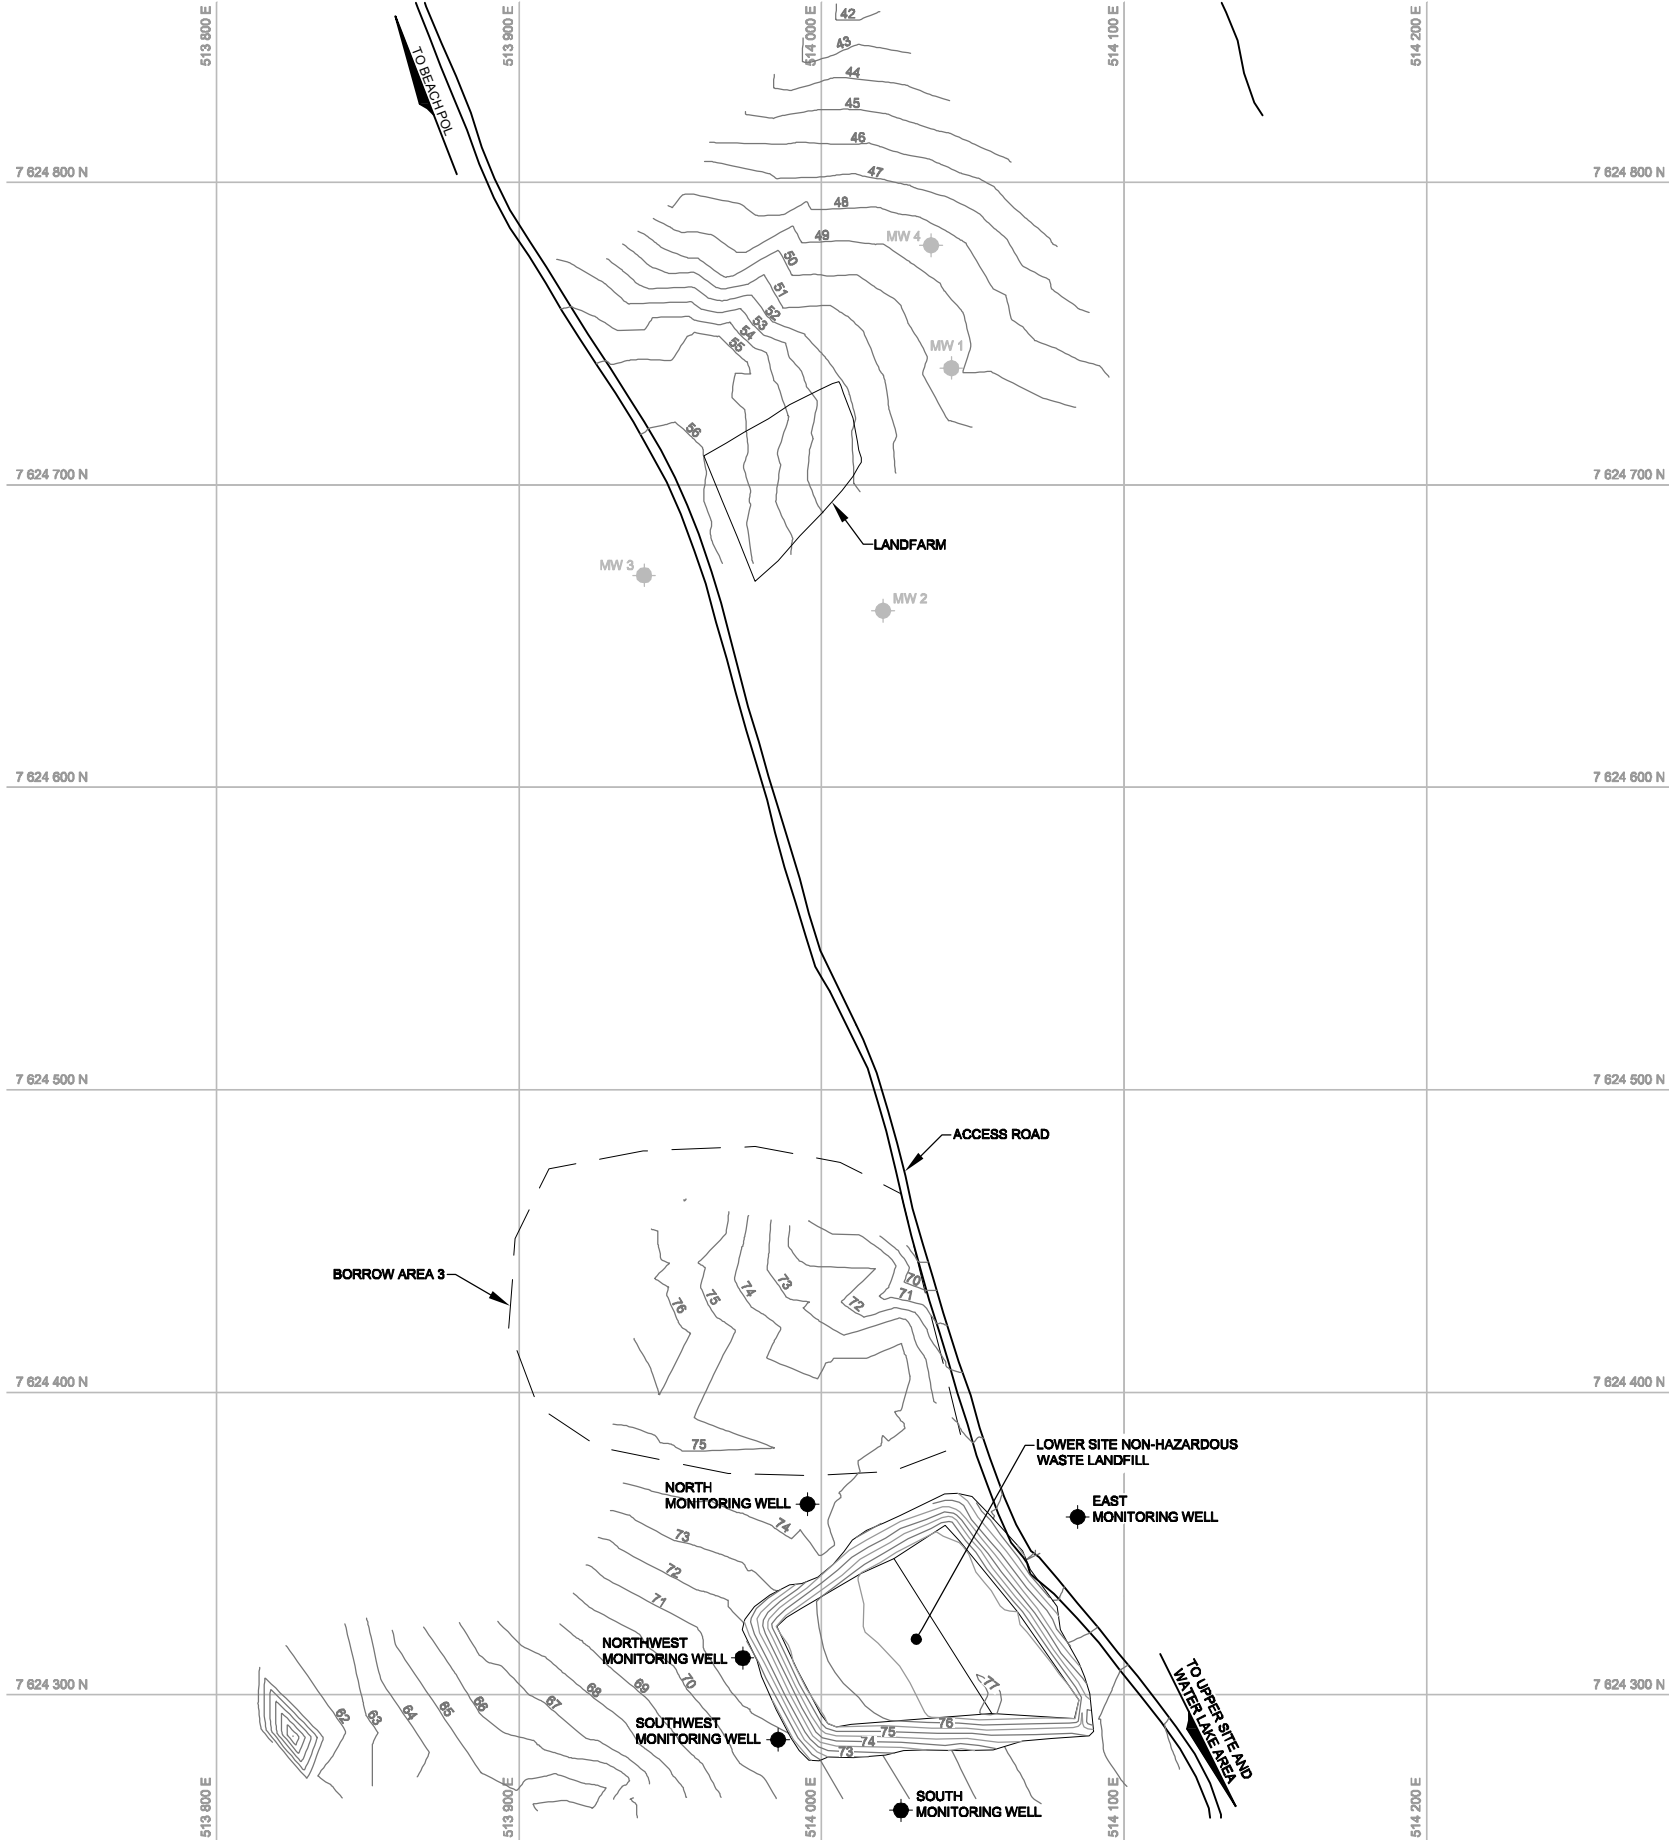 513 800 E
513 900 E
514 000 E
514 100 E
514 200 E
42
43
44
45
46
47
48
49
50
51
52
53
54
55
56
TO BEACH POL
7 624 800 N
7 624 800 N
MW 4
MW 1
7 624 700 N
7 624 700 N
LANDFARM
MW 3
MW 2
7 624 600 N
7 624 600 N
7 624 500 N
7 624 500 N
ACCESS ROAD
BORROW AREA 3
76
75
74
73
72
71
70
7 624 400 N
7 624 400 N
75
LOWER SITE NON-HAZARDOUS
WASTE LANDFILL
NORTH
MONITORING WELL
EAST
MONITORING WELL
74
73
72
71
NORTHWEST
MONITORING WELL
7 624 300 N
7 624 300 N
62
63
64
65
66
67
68
69
70
77
76
75
74
73
SOUTHWEST
MONITORING WELL
TO UPPER SITE AND
WATER LAKE AREA
SOUTH
MONITORING WELL
513 800 E
513 900 E
514 000 E
514 100 E
514 200 E